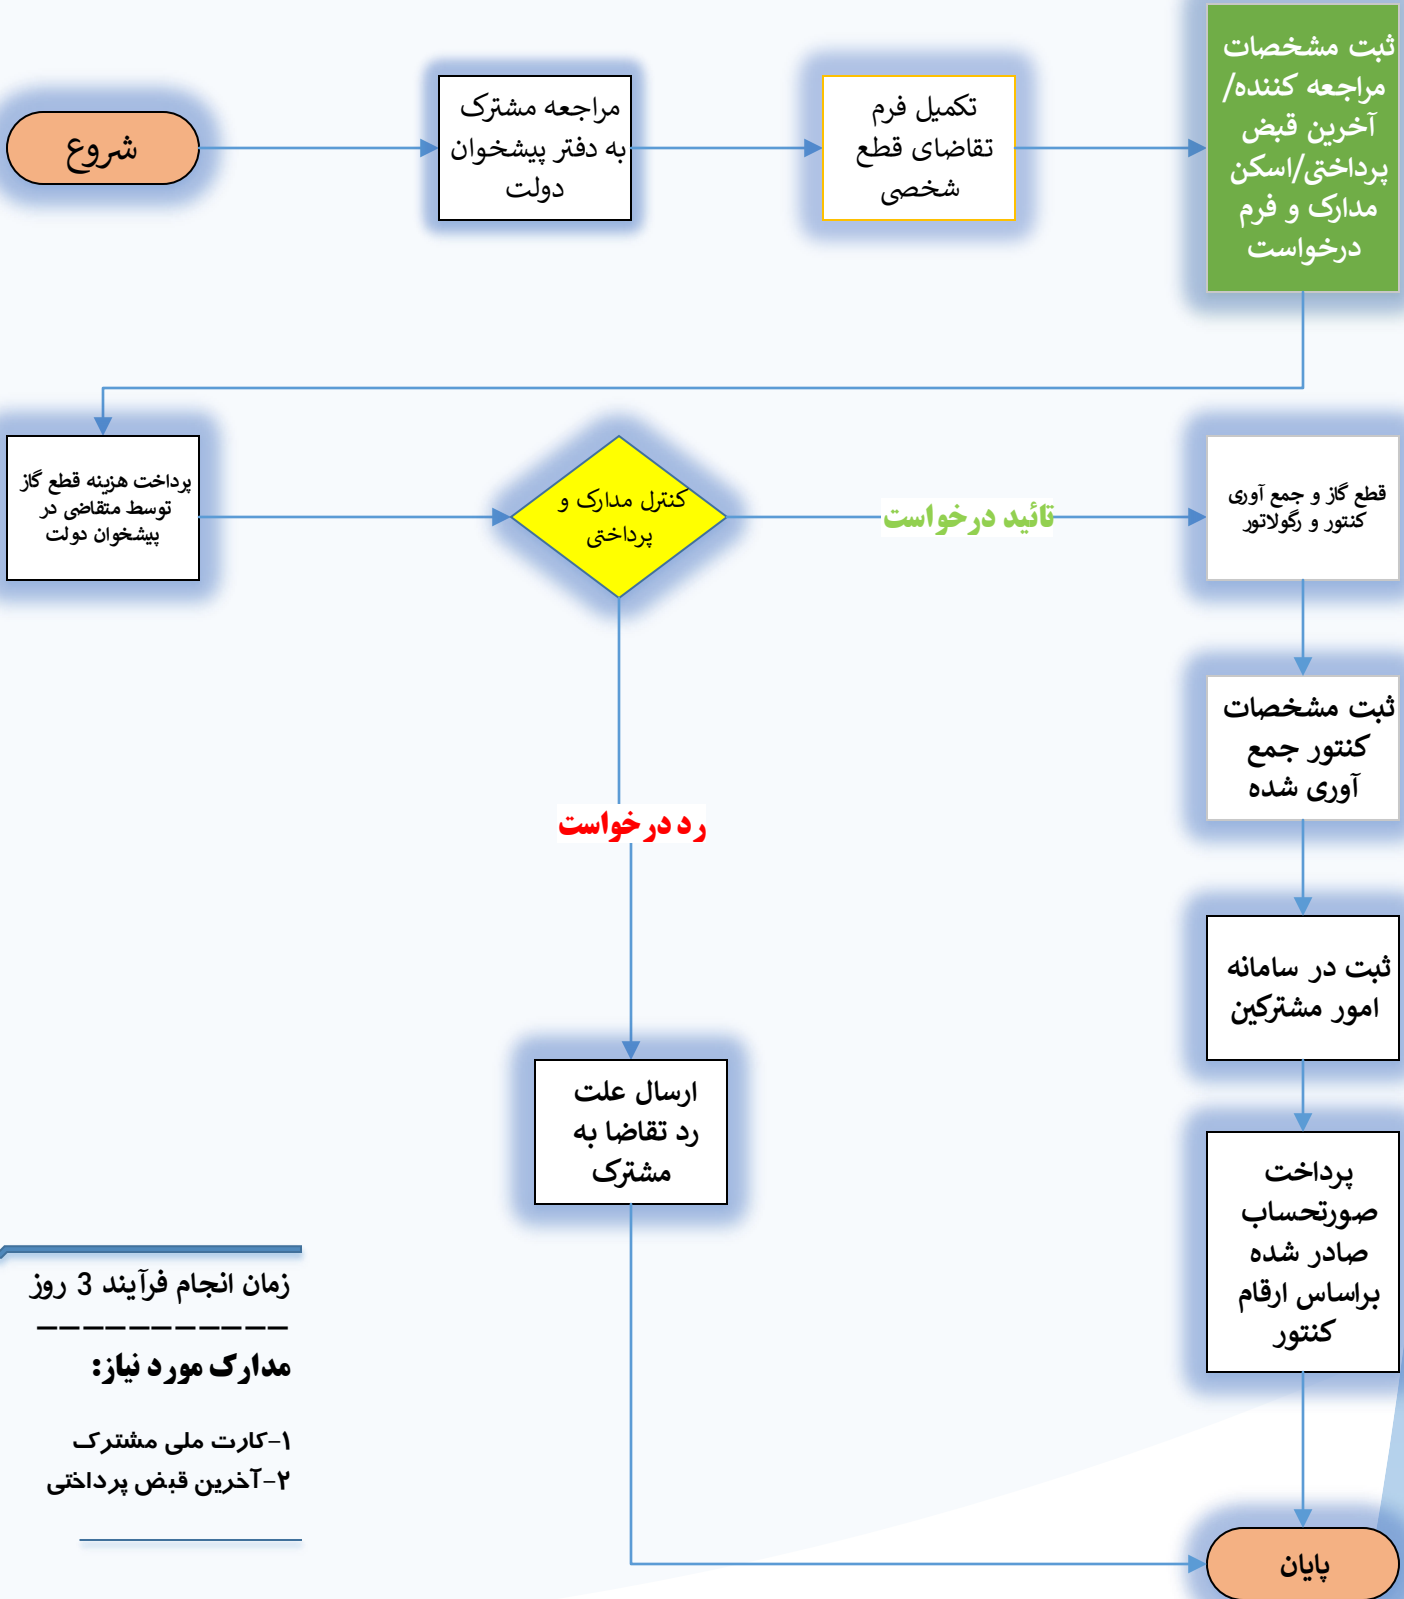 شروع
مراجعه مشترک
به دفتر پیشخوان
دولت
تکمیل فرم
تقاضای قطع
شخصی
ثبت مشخصات
مراجعه کننده/
آخرین قبض
پرداختی/اسکن
مدارک و فرم
درخواست
پرداخت هزینه قطع گاز
توسط متقاضی در
پیشخوان دولت
کنترل مدارک و
پرداختی
تائید درخواست
قطع گاز و جمع آوری
کنتور و رگولاتور
ثبت مشخصات
کنتور جمع
آوری شده
رد درخواست
ثبت در سامانه
امور مشترکین
ارسال علت
رد تقاضا به
مشترک
پرداخت
صورتحساب
صادر شده
براساس ارقام
کنتور
زمان انجام فرآیند 3 روز
-----------
مدارک مورد نیاز:
۱-کارت ملی مشترک
۲-آخرین قبض پرداختی
پایان